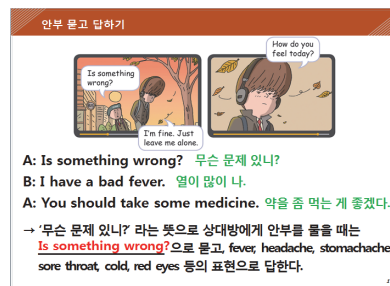 안부 묻고 답하기
How do you
feel today?
Is something
wrong?
I'm fine. Just
leave me alone.
A: Is something wrong? 무슨 문제 있니?
B: I have a bad fever. 열이 많이 나.
A: You should take some medicine. 약을 좀 먹는 게 좋겠다.
→ ‘무슨 문제 있니?’ 라는 뜻으로 상대방에게 안부를 물을 때는
Is something wrong?으로 묻고, fever, headache, stomachache
sore throat, cold, red eyes 등의 표현으로 답한다.